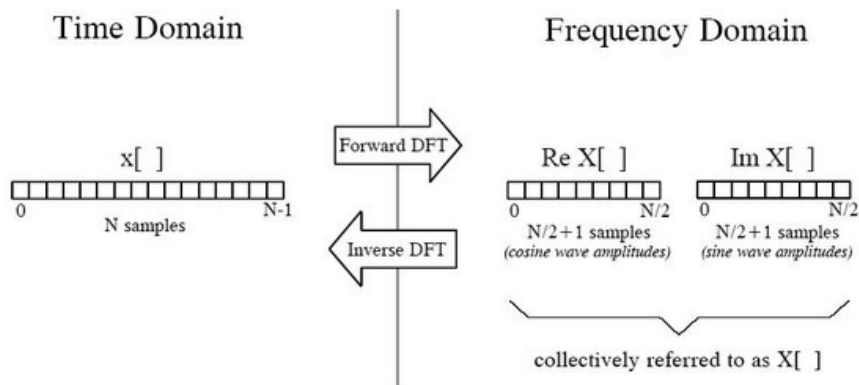 Time Domain
Frequency Domain
Forward DFT
x[ ]
Re X[ ]
Im X[ ]
0
N-1
N samples
0
N/2
0
N/2
Inverse DFT
N/2+1 samples
(cosine wave amplitudes)
N/2+1 samples
(sine wave amplitudes)
collectively referred to as X[ ]